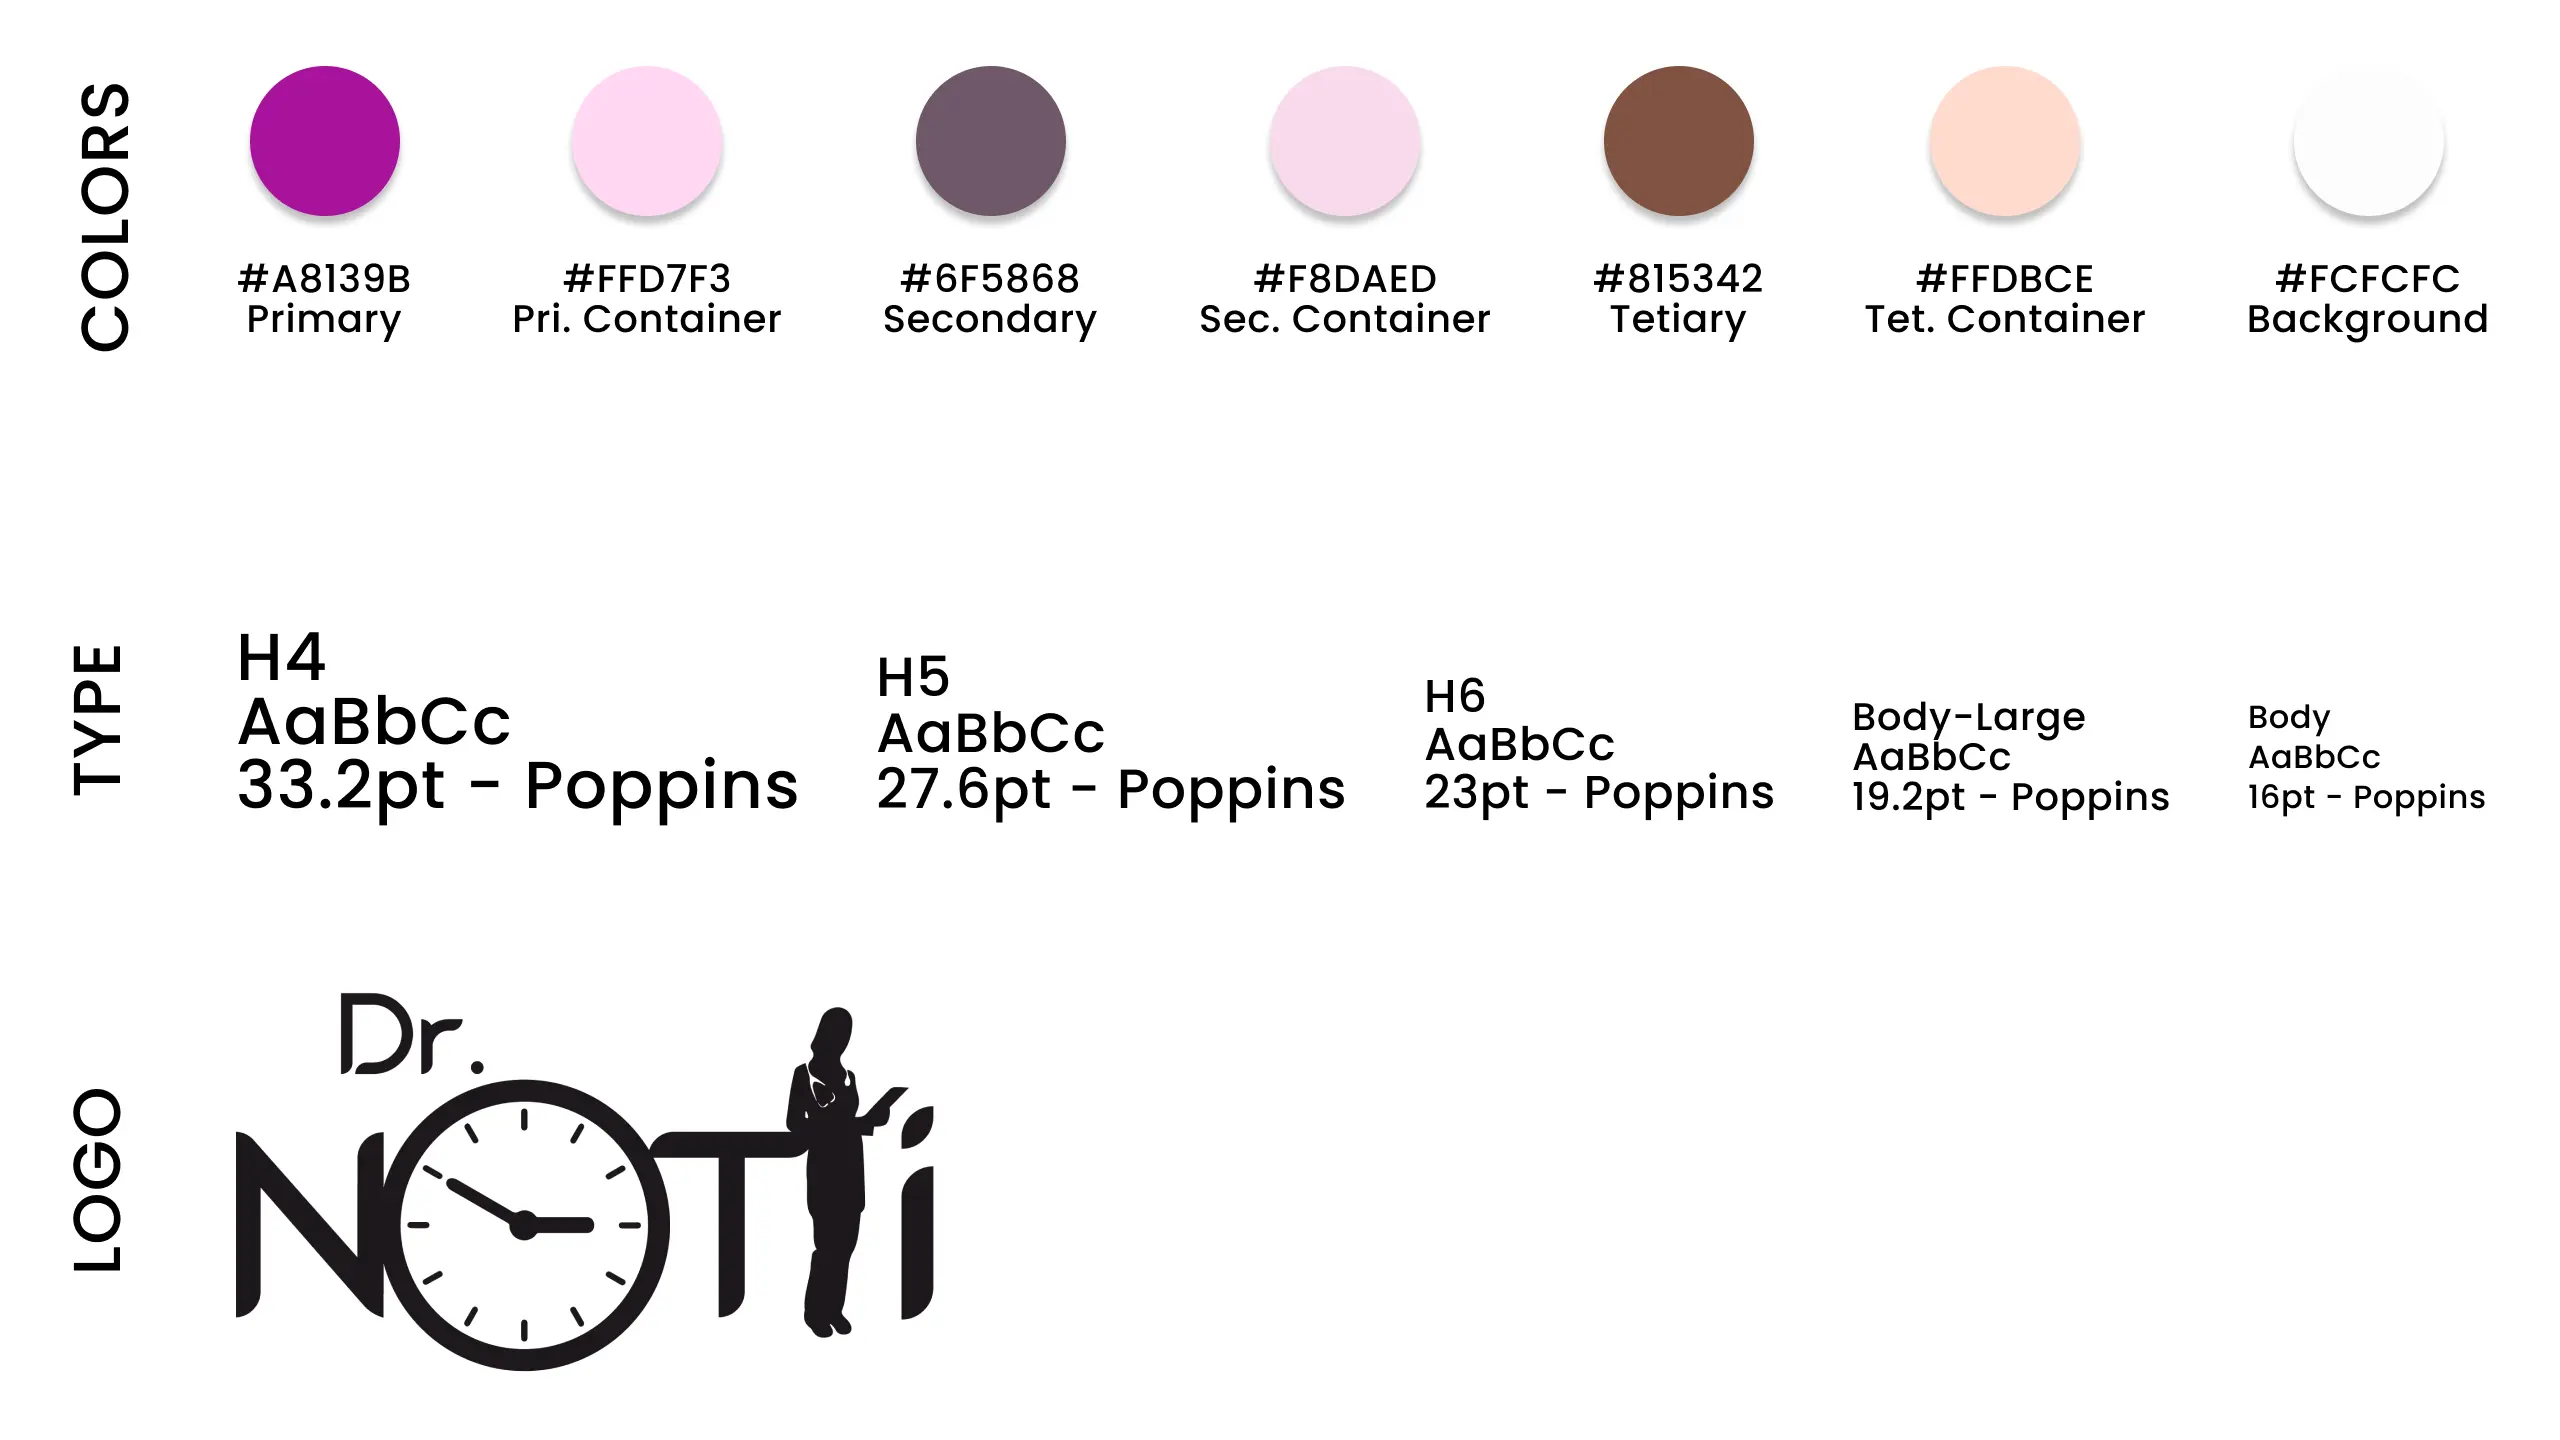 COLORS
#A8139B
Primary
#FFD7F3
Pri. Container
#6F5868
Secondary
#F8DAED
Sec. Container
#815342
Tetiary
#FFDBCE
Tet. Container
#FCFCFC
Background
TYPE
H4
AaBbCc
33.2pt - Poppins
H5
AaBbCc
27.6pt - Poppins
H6
AaBbCc
23pt - Poppins
Body-Large
AaBbCc
19.2pt - Poppins
Body
AaBbCc
16pt - Poppins
LOGO
Dr.
NOTi